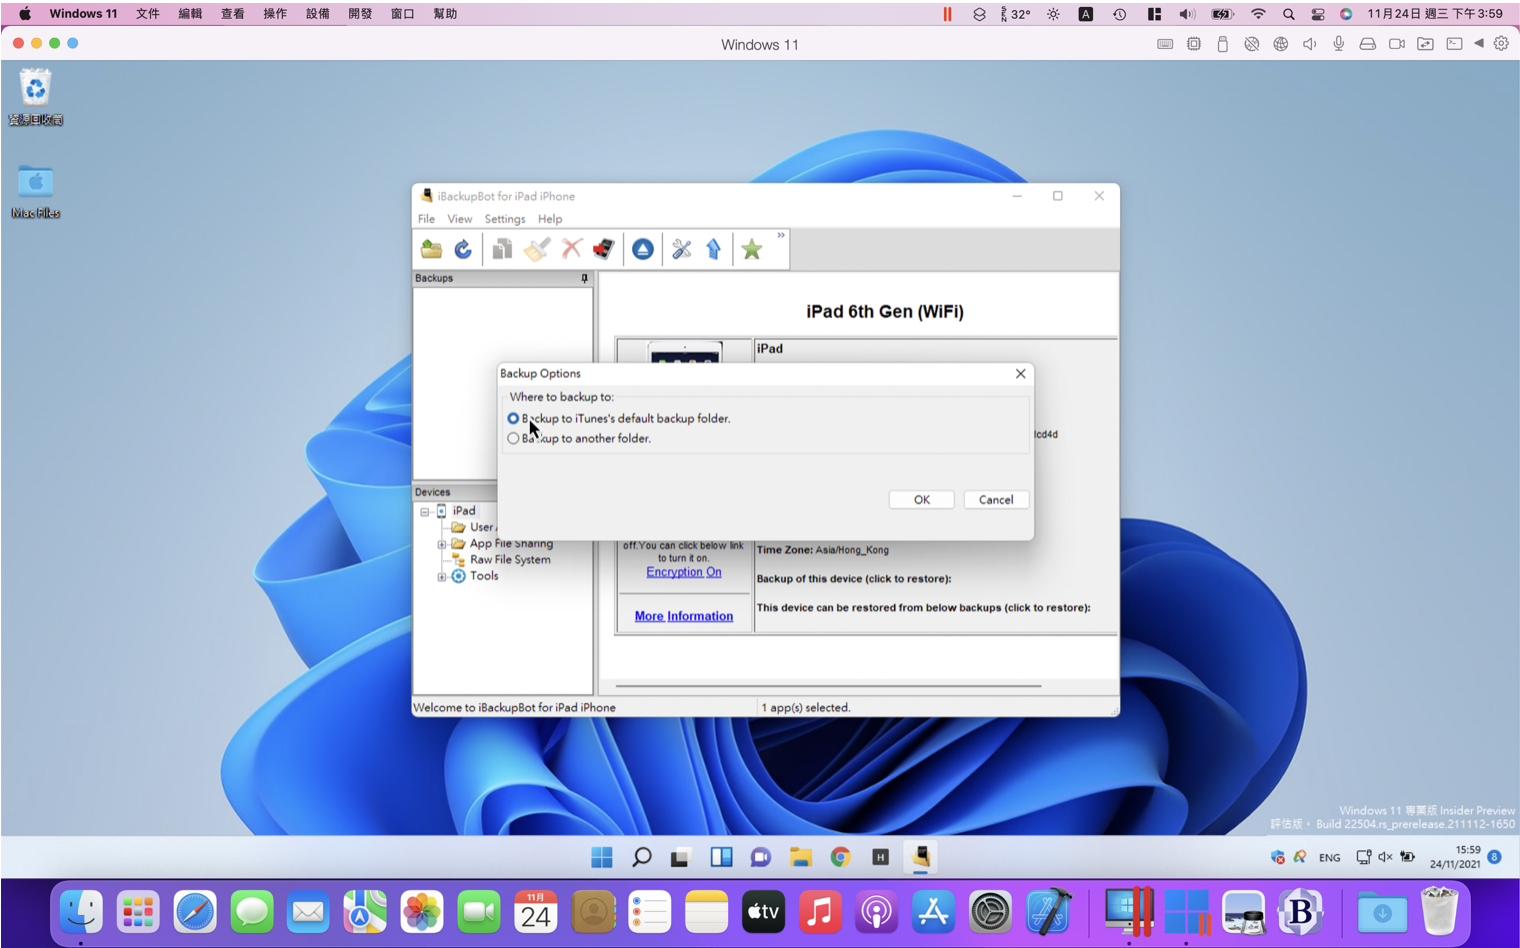 Windows 11 文件 編輯 查看 操作 設備 開發 窗口 幫助 32° A 11月24日 週三 下午3:59
Windows 11
資源回收筒
Mac Files
iBackupBot for iPad iPhone
File View Settings Help
Backups
iPad 6th Gen (WiFi)
iPad
Backup Options
Where to backup to:
Backup to iTunes's default backup folder.
Backup to another folder.
lcd4d
OK Cancel
Devices
iPad
User
App File Sharing
Raw File System
Tools
off.You can click below link
to turn it on.
Encryption On
More Information
Time Zone: Asia/Hong_Kong
Backup of this device (click to restore):
This device can be restored from below backups (click to restore):
Welcome to iBackupBot for iPad iPhone 1 app(s) selected.
Windows 11 專業版 Insider Preview
評估版。 Build 22504.rs_prerelease.211112-1650
H
ENG
15:59
24/11/2021
8
11月
24
tv
B